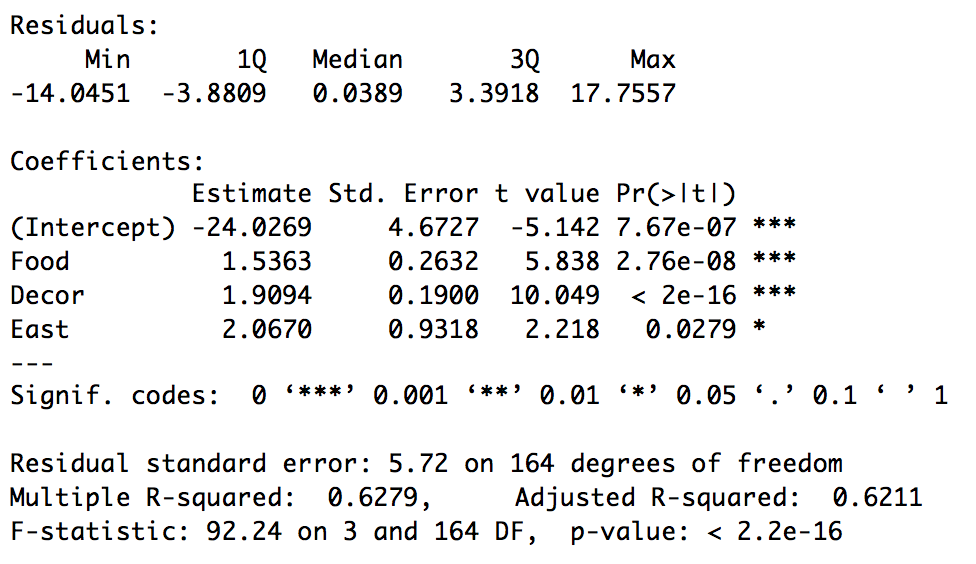 Residuals:
     Min       1Q   Median       3Q      Max
-14.0451  -3.8809   0.0389   3.3918  17.7557
Coefficients:
            Estimate Std. Error t value Pr(>|t|)
(Intercept) -24.0269     4.6727  -5.142 7.67e-07 ***
Food          1.5363     0.2632   5.838 2.76e-08 ***
Decor         1.9094     0.1900  10.049  < 2e-16 ***
East          2.0670     0.9318   2.218   0.0279 *
---
Signif. codes:  0 ‘***’ 0.001 ‘**’ 0.01 ‘*’ 0.05 ‘.’ 0.1 ‘ ’ 1
Residual standard error: 5.72 on 164 degrees of freedom
Multiple R-squared:  0.6279,     Adjusted R-squared:  0.6211
F-statistic: 92.24 on 3 and 164 DF,  p-value: < 2.2e-16